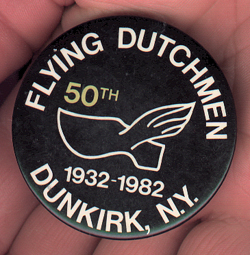 FLYING DUTCHMEN
50TH
1932-1982
DUNKIRK, N.Y.